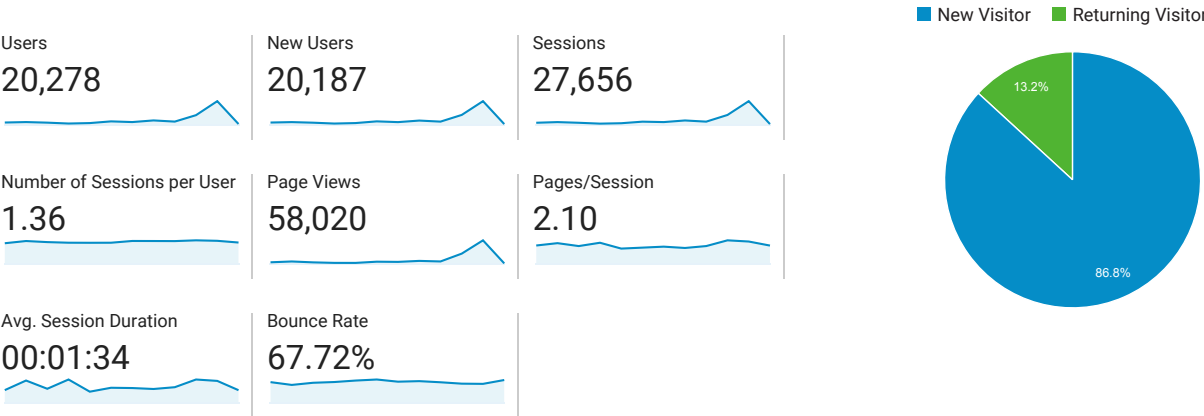 New Visitor
Returning Visitor
Users
New Users
Sessions
20,278
20,187
27,656
Number of Sessions per User
Page Views
Pages/Session
1.36
58,020
2.10
Avg. Session Duration
Bounce Rate
00:01:34
67.72%
13.2%
86.8%